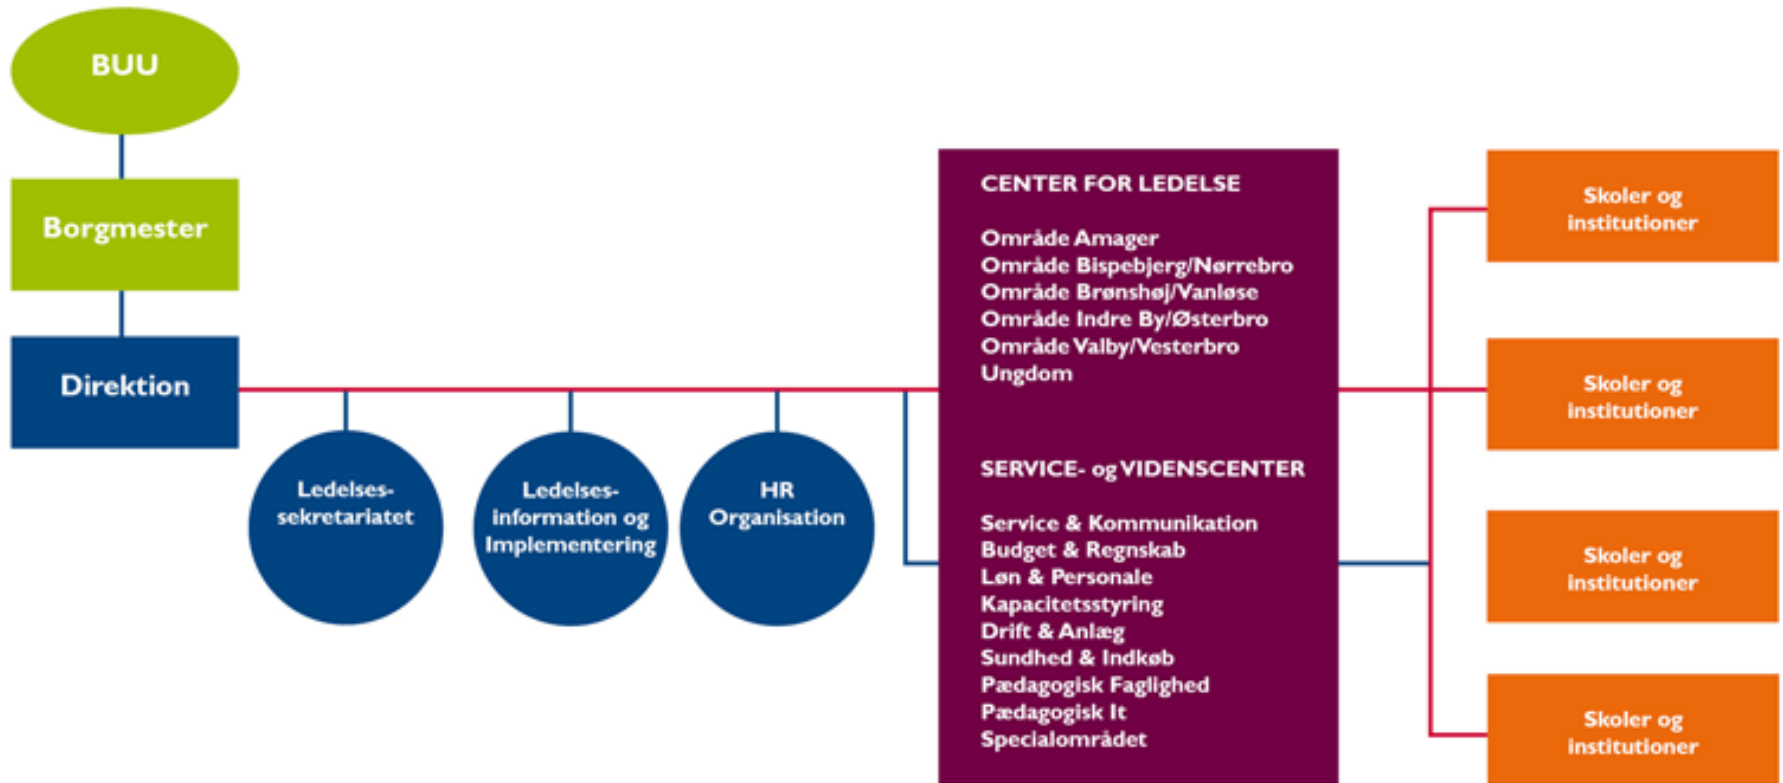 BUU
Borgmester
Direktion
Ledelses-
sekretariatet
Ledelses-
information og
Implementering
HR
Organisation
CENTER FOR LEDELSE
Område Amager
Område Bispebjerg/Nørrebro
Område Brønshøj/Vanløse
Område Indre By/Østerbro
Område Valby/Vesterbro
Ungdom
SERVICE- og VIDENSCENTER
Service & Kommunikation
Budget & Regnskab
Løn & Personale
Kapacitetsstyring
Drift & Anlæg
Sundhed & Indkøb
Pædagogisk Faglighed
Pædagogisk It
Specialområdet
Skoler og
institutioner
Skoler og
institutioner
Skoler og
institutioner
Skoler og
institutioner